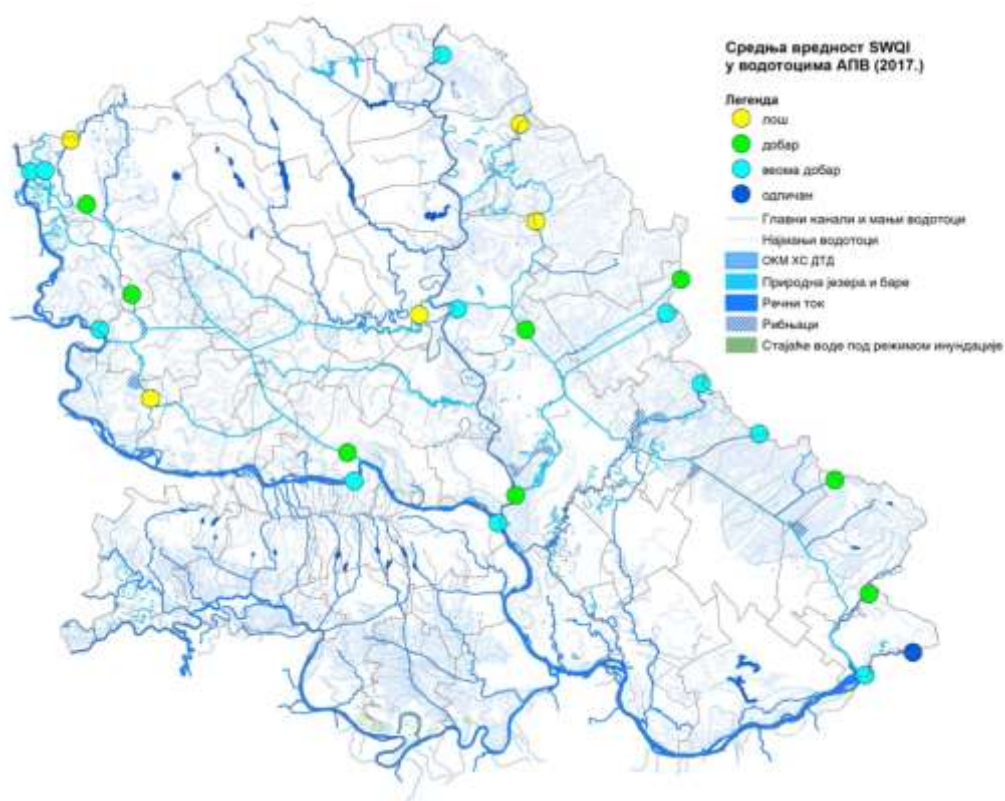 Средња вредност SWQI
у водотоцима АПВ (2017.)
Легенда
лош
добар
веома добар
одличан
Главни канали и мањи водотоци
Најмањи водотоци
ОКМ ХС ДТД
Природна језера и баре
Речни ток
Рибњаци
Стајаће воде под режимом инундације